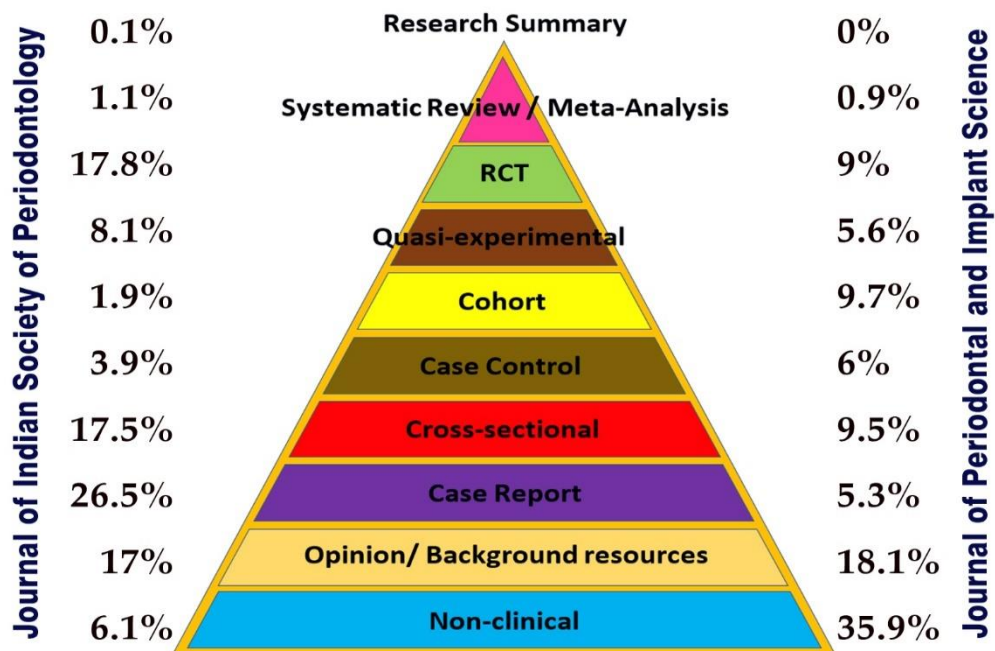 Journal of Indian Society of Periodontology
0.1% Research Summary 0%
1.1% Systematic Review / Meta-Analysis 0.9%
17.8% RCT 9%
8.1% Quasi-experimental 5.6%
1.9% Cohort 9.7%
3.9% Case Control 6%
17.5% Cross-sectional 9.5%
26.5% Case Report 5.3%
17% Opinion/ Background resources 18.1%
6.1% Non-clinical 35.9%
Journal of Periodontal and Implant Science